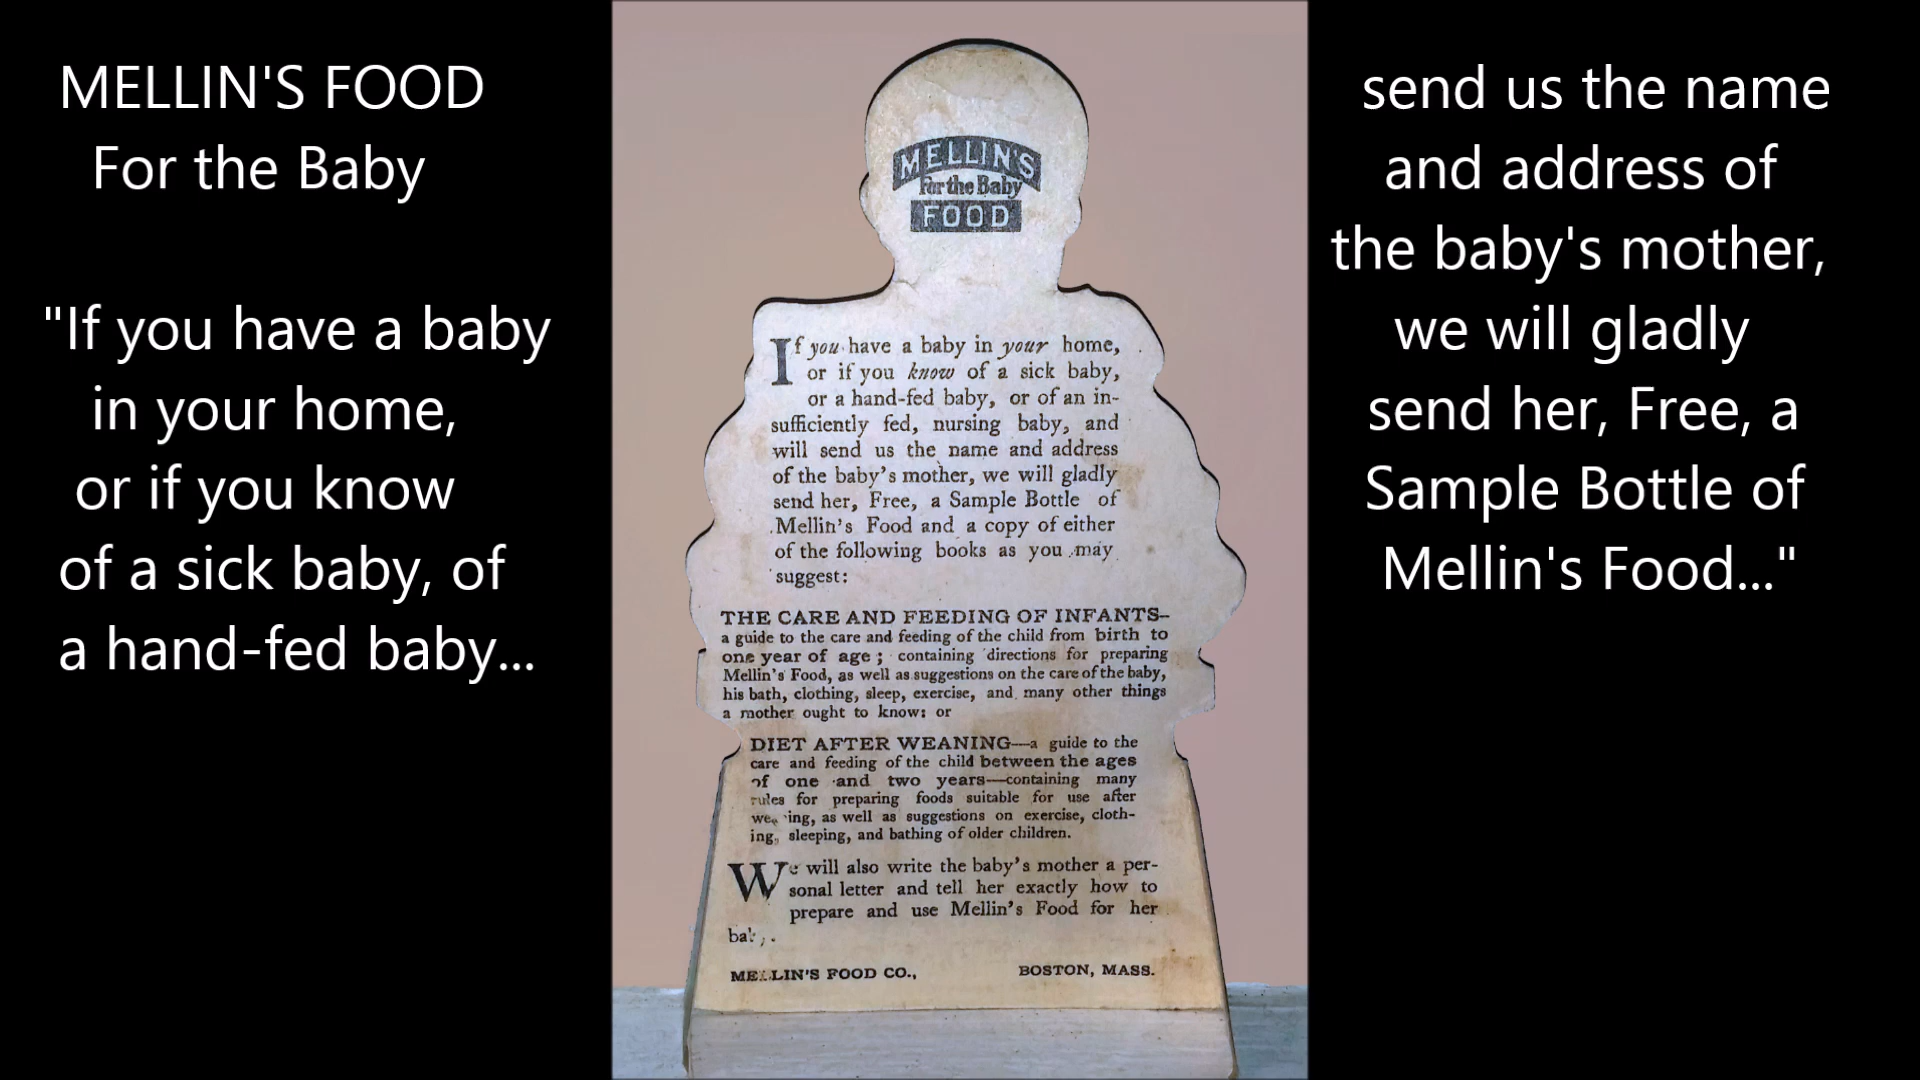 MELLIN'S FOOD
For the Baby
"If you have a baby
in your home,
or if you know
of a sick baby, of
a hand-fed baby...
MELLIN'S
For the Baby
FOOD
If you have a baby in your home,
or if you know of a sick baby,
or a hand-fed baby, or of an in-
sufficiently fed, nursing baby, and
will send us the name and address
of the baby's mother, we will gladly
send her, Free, a Sample Bottle of
Mellin's Food and a copy of either
of the following books as you may
suggest:
THE CARE AND FEEDING OF INFANTS—
a guide to the care and feeding of the child from birth to
one year of age; containing directions for preparing
Mellin's Food, as well as suggestions on the care of the baby,
his bath, clothing, sleep, exercise, and many other things
a mother ought to know: or
DIET AFTER WEANING—a guide to the
care and feeding of the child between the ages
of one and two years—containing many
rules for preparing foods suitable for use after
weaning, as well as suggestions on exercise, cloth-
ing, sleeping, and bathing of older children.
We will also write the baby's mother a per-
sonal letter and tell her exactly how to
prepare and use Mellin's Food for her
baby.
MELLIN'S FOOD CO., BOSTON, MASS.
send us the name
and address of
the baby's mother,
we will gladly
send her, Free, a
Sample Bottle of
Mellin's Food..."